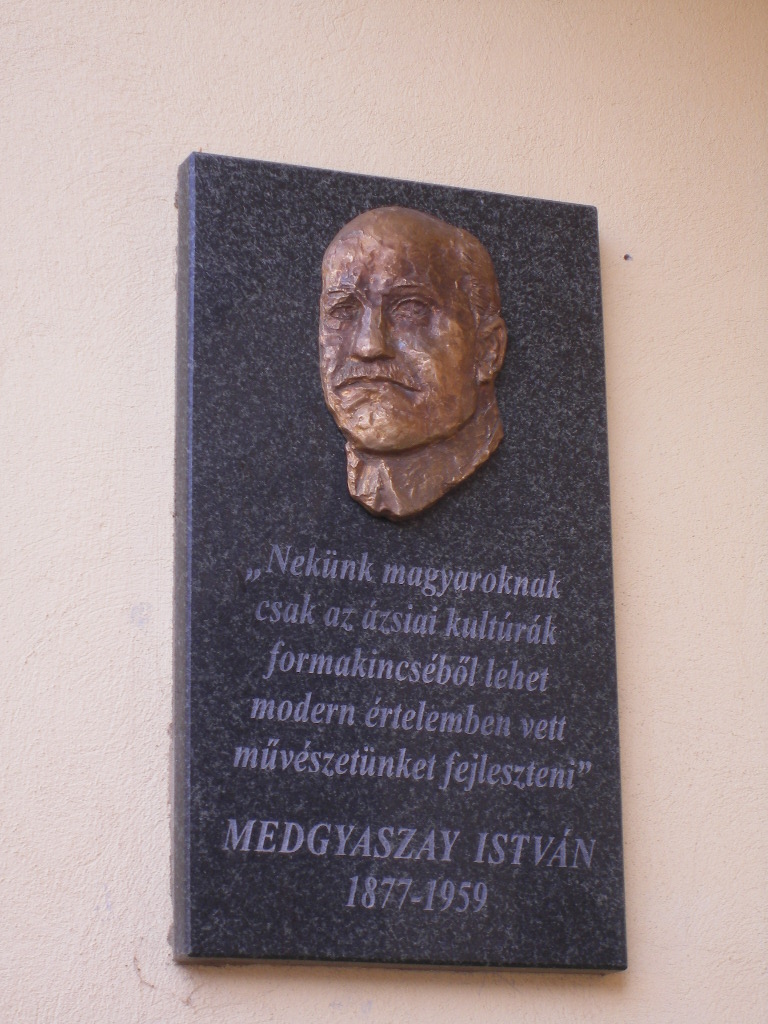 „Nekünk magyaroknak
csak az ázsiai kultúrák
formakincséből lehet
modern értelemben vett
művészetünket fejleszteni”
MEDGYASZAY ISTVÁN
1877-1959